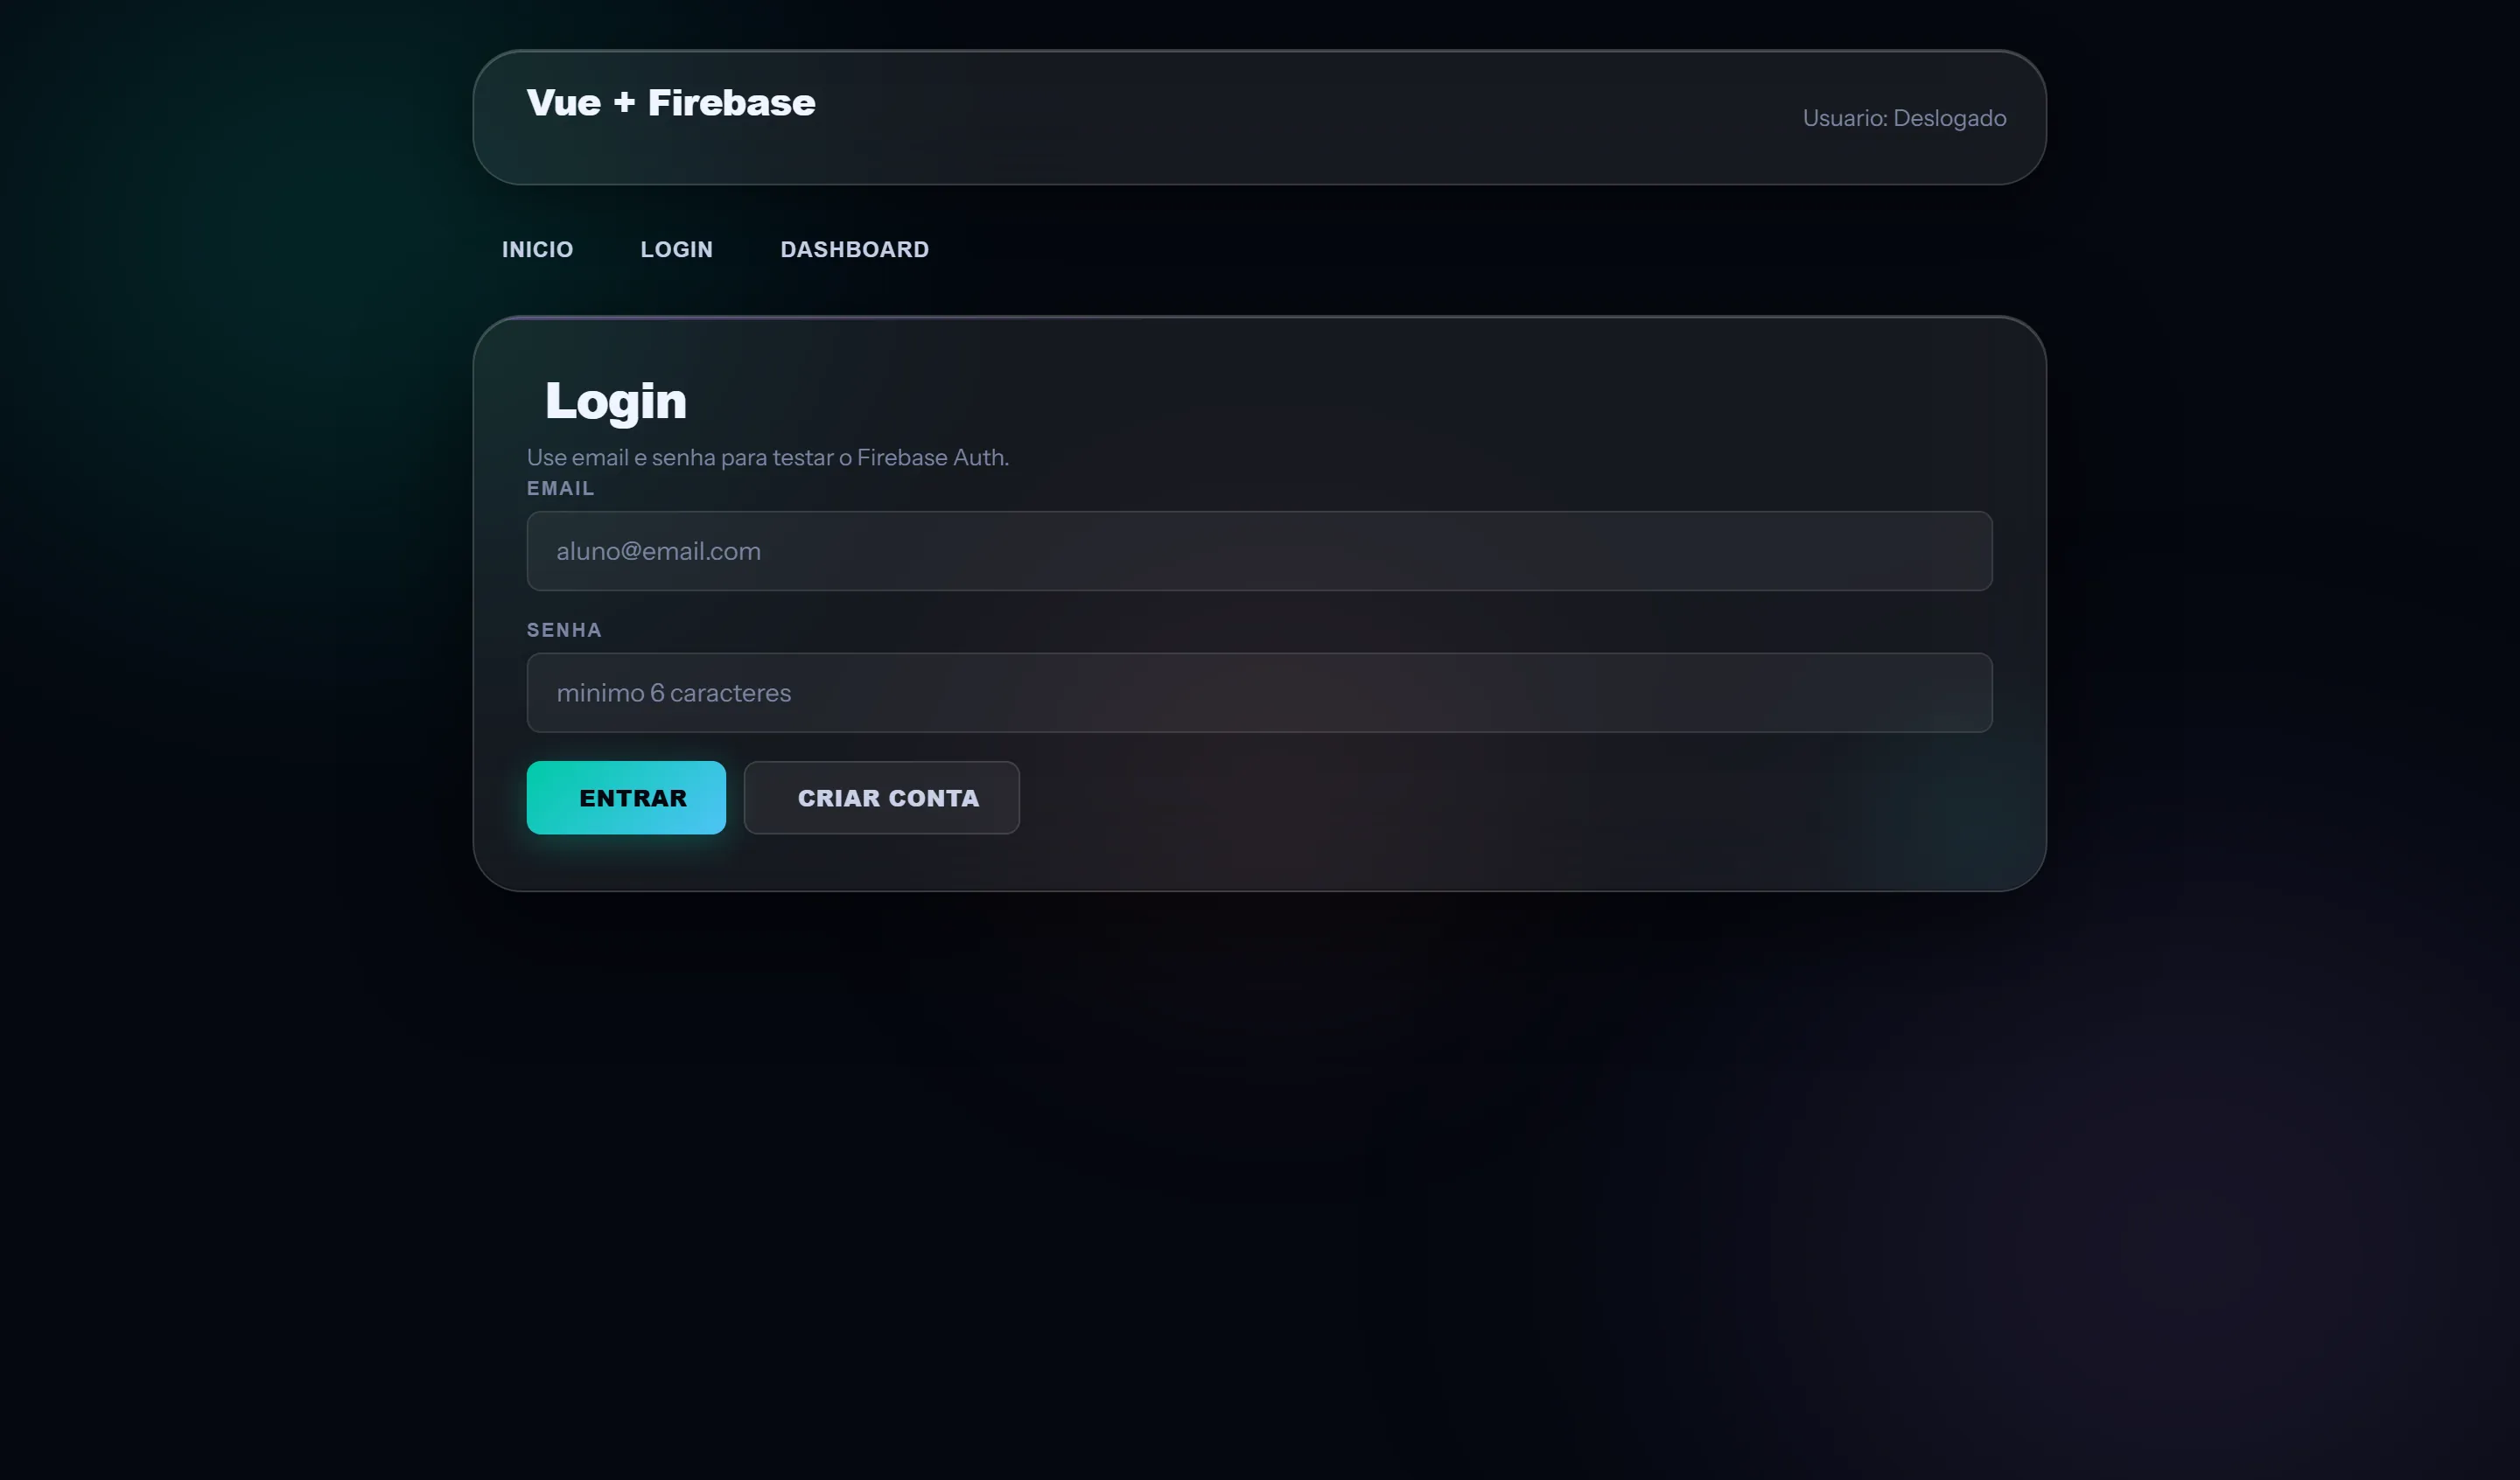 Vue + Firebase
Usuario: Deslogado
INICIO LOGIN DASHBOARD
Login
Use email e senha para testar o Firebase Auth.
EMAIL
aluno@email.com
SENHA
minimo 6 caracteres
ENTRAR CRIAR CONTA